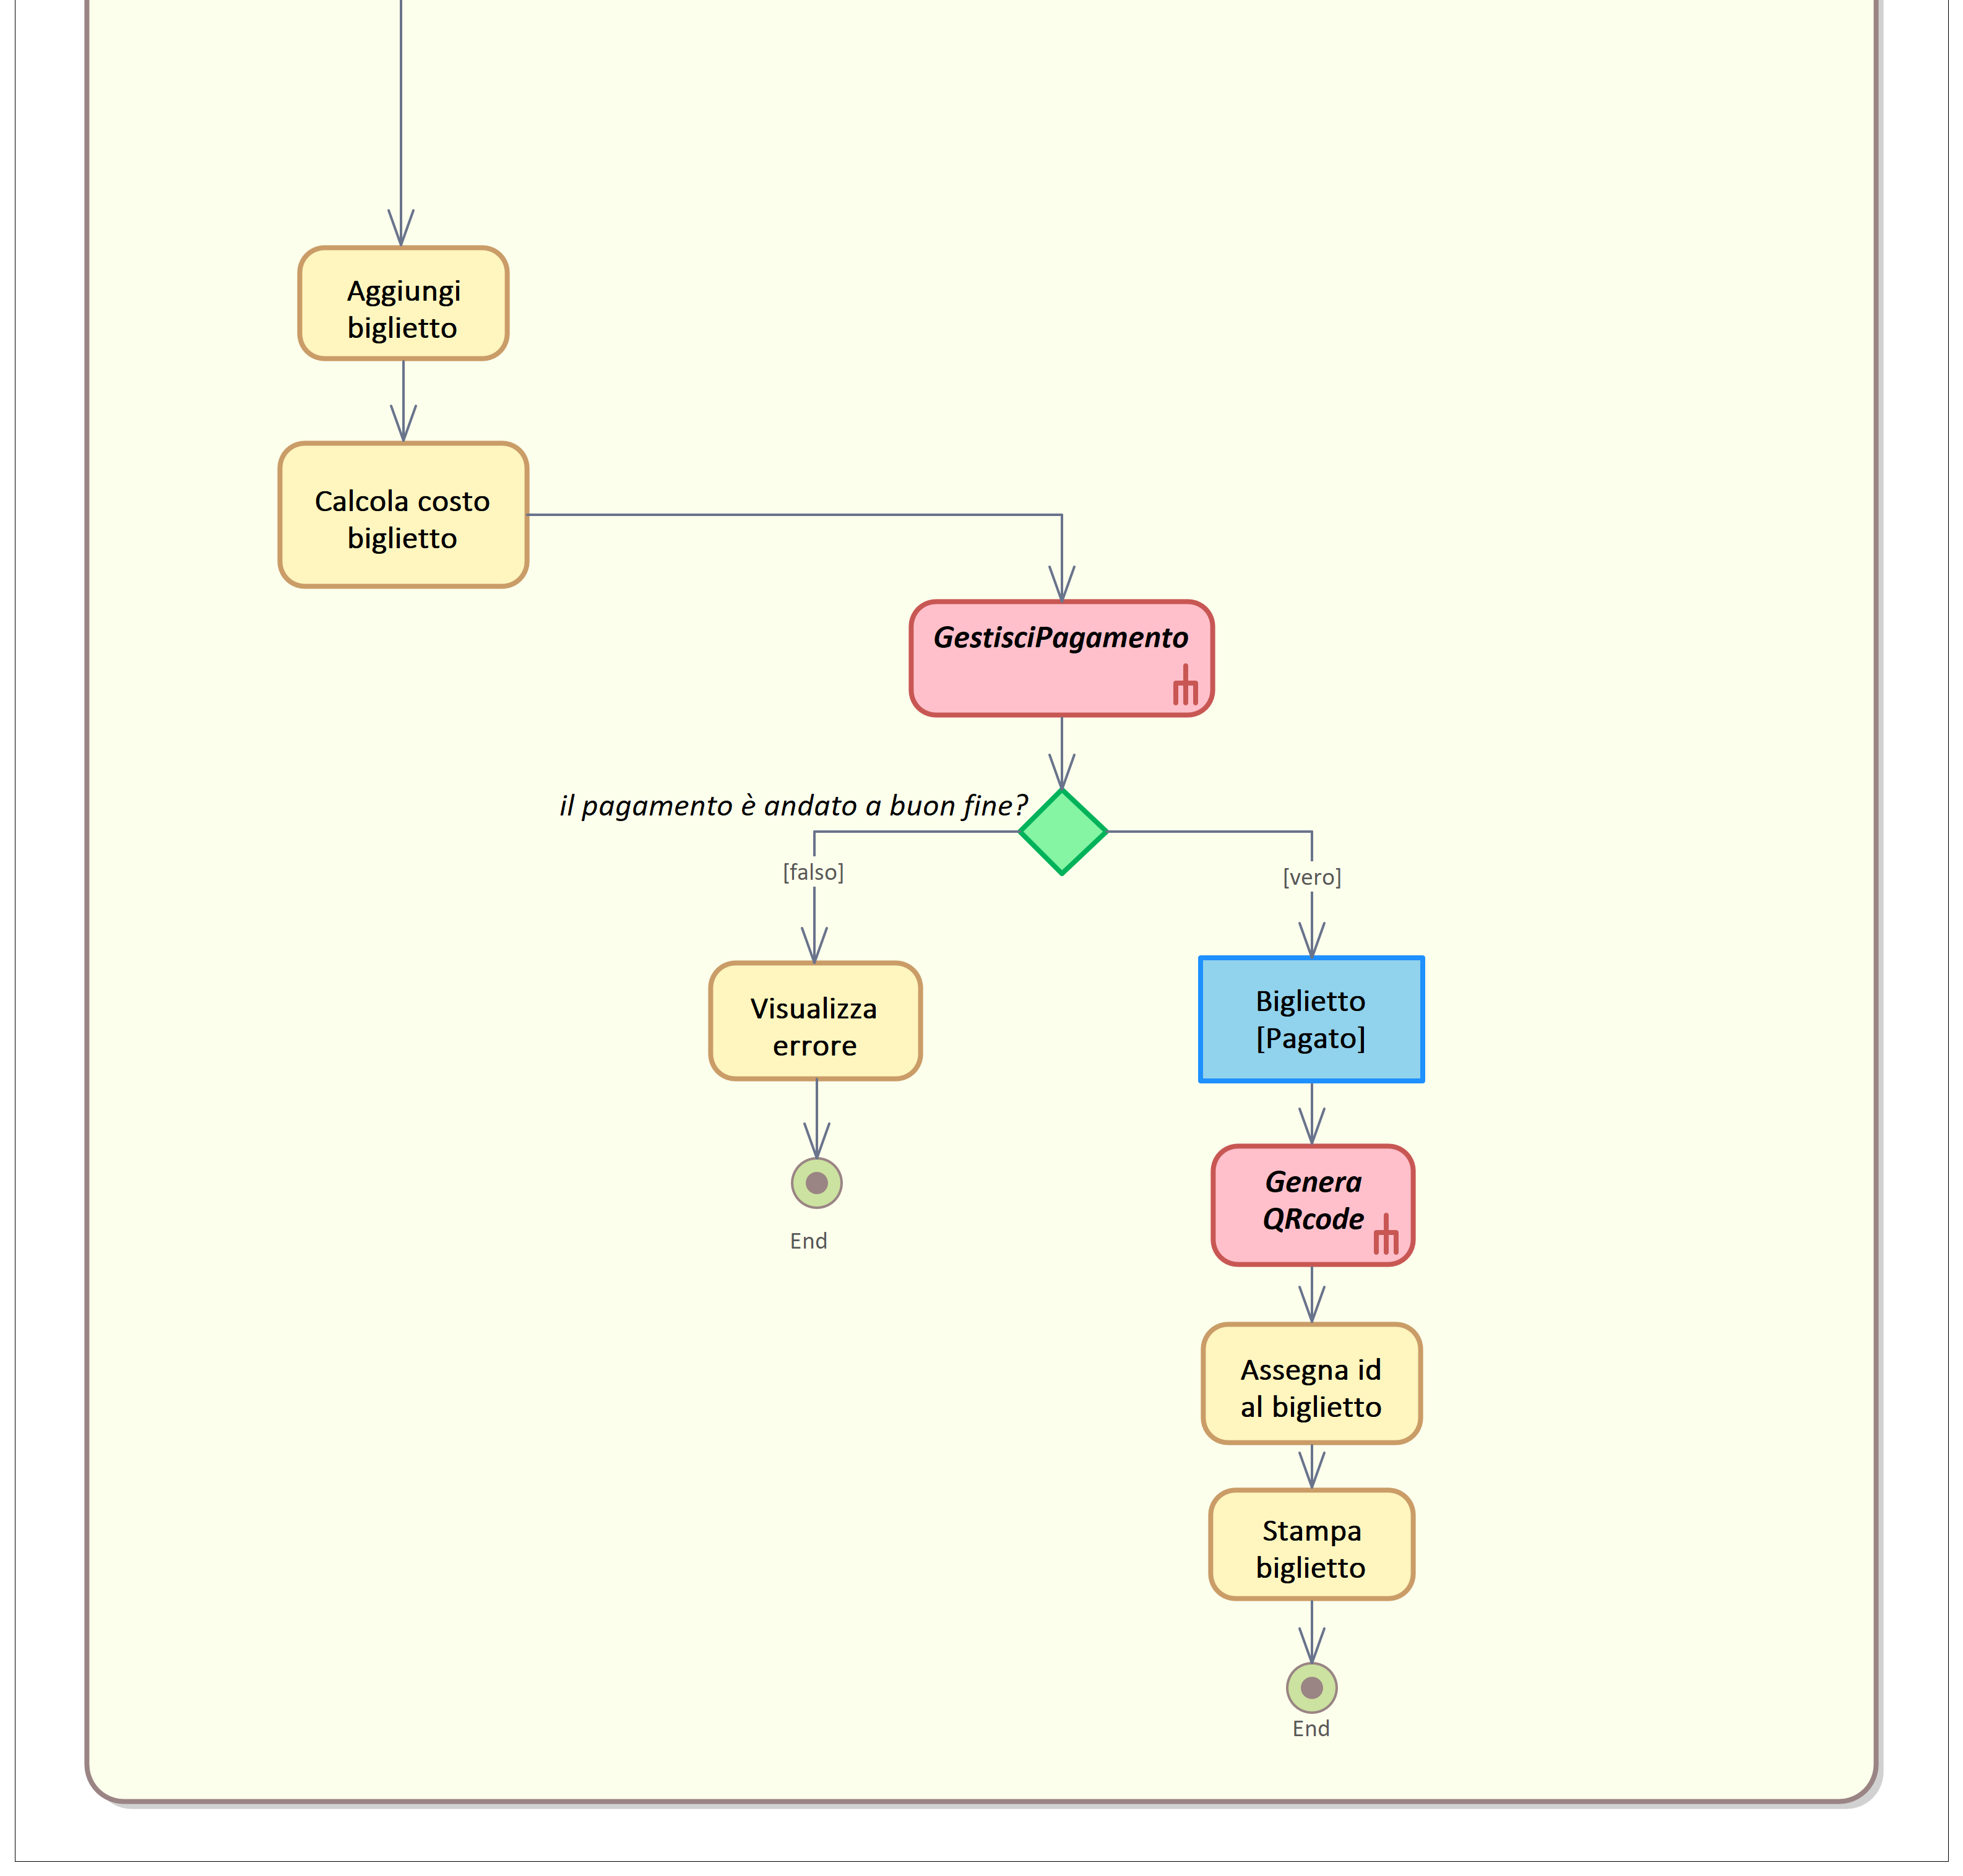 Aggiungi
biglietto
Calcola costo
biglietto
GestisciPagamento
il pagamento è andato a buon fine?
[falso]
[vero]
Visualizza
errore
Biglietto
[Pagato]
End
Genera
QRcode
Assegna id
al biglietto
Stampa
biglietto
End